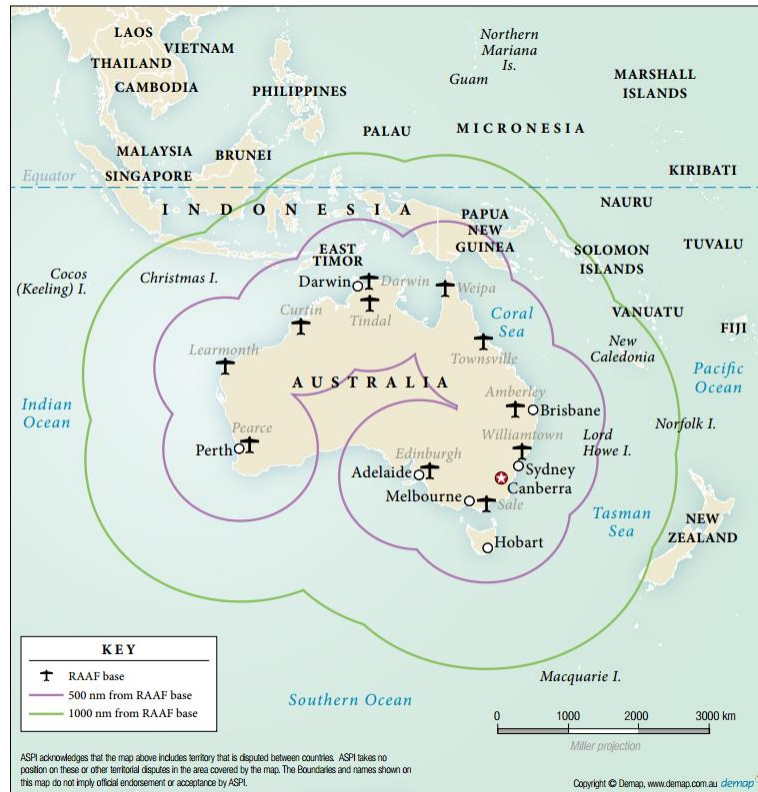 LAOS
VIETNAM
THAILAND
CAMBODIA
PHILIPPINES
Northern
Mariana
Is.
Guam
MARSHALL
ISLANDS
PALAU
MICRONESIA
MALAYSIA
BRUNEI
SINGAPORE
Equator
KIRIBATI
INDONESIA
NAURU
PAPUA
NEW
GUINEA
EAST
TIMOR
SOLOMON
ISLANDS
TUVALU
Cocos
(Keeling) I.
Christmas I.
Darwin
Darwin
Tindal
Weipa
Curtin
Coral
Sea
VANUATU
New
Caledonia
FIJI
Learmonth
Townsville
AUSTRALIA
Pacific
Ocean
Indian
Ocean
Amberley
Brisbane
Pearce
Perth
Williamtown
Lord
Howe I.
Norfolk I.
Edinburgh
Adelaide
Sydney
Canberra
Melbourne
Sale
Tasman
Sea
NEW
ZEALAND
Hobart
KEY
RAAF base
500 nm from RAAF base
1000 nm from RAAF base
Macquarie I.
Southern Ocean
0 1000 2000 3000 km
Miller projection
ASPI acknowledges that the map above includes territory that is disputed between countries. ASPI takes no
position on these or other territorial disputes in the area covered by the map. The Boundaries and names shown on
this map do not imply official endorsement or acceptance by ASPI.
Copyright © Demap, www.demap.com.au demap